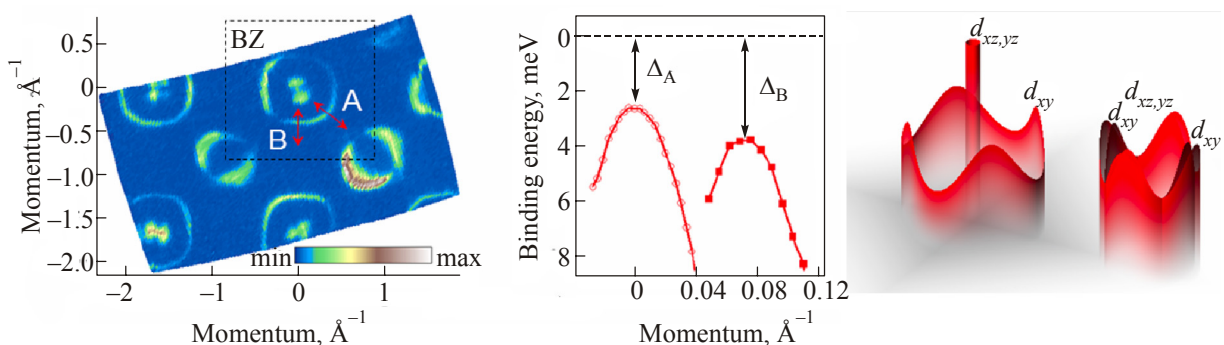 BZ
A
B
min
max
0.5
0
−0.5
−1.0
−1.5
−2.0
Momentum, Å⁻¹
−2
−1
0
1
Momentum, Å⁻¹
0
2
4
6
8
Binding energy, meV
Δ_A
Δ_B
0
0.04
0.08
0.12
Momentum, Å⁻¹
d_xz,yz
d_xy
d_xz,yz
d_xy
d_xy